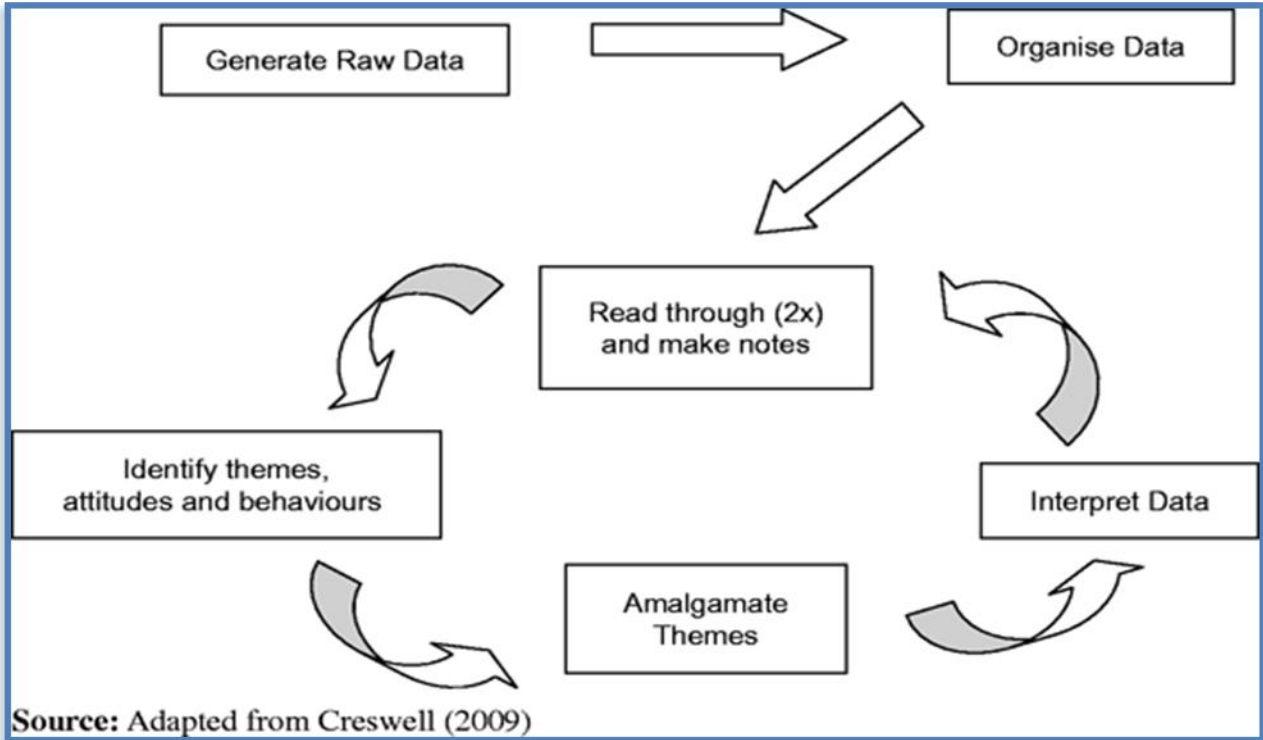 Generate Raw Data
Organise Data
Read through (2x)
and make notes
Identify themes,
attitudes and behaviours
Interpret Data
Amalgamate
Themes
Source: Adapted from Creswell (2009)